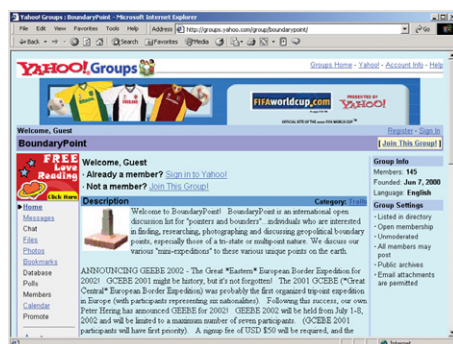 Yahoo! Groups : BoundaryPoint - Microsoft Internet Explorer
File Edit View Favorites Tools Help Address http://groups.yahoo.com/group/boundarypoint/ Go
Back Search Favorites Media
YAHOO! Groups
Groups Home - Yahoo! - Account Info - Help
ENGLAND
FIFAworldcup.com PRESENTED BY YAHOO!
OFFICIAL SITE OF THE FIFA WORLD CUP
Welcome, Guest Register - Sign In
BoundaryPoint [ Join This Group! ]
FREE
Love
Reading
Click Here
Home
Messages
Chat
Files
Photos
Bookmarks
Database
Polls
Members
Calendar
Promote
Welcome, Guest
· Already a member? Sign in to Yahoo!
· Not a member? Join This Group!
Description Category: Trails
Welcome to BoundaryPoint! BoundaryPoint is an international open
discussion list for "pointers and bounders"...individuals who are interested
in finding, researching, photographing and discussing geopolitical boundary
points, especially those of a tri-state or multipoint nature. We discuss our
various "mini-expeditions" to these various unique points on the earth.
ANNOUNCING GEEBE 2002 - The Great *Eastern* European Border Expedition for
2002! GCEBE 2001 might be history, but it's not forgotten! The 2001 GCEBE ("Great
Central* European Border Expedition) was probably the first organized tripoint expedition
in Europe (with participants representing six nationalities). Following this success, our own
Peter Hering has announced GEEBE for 2002! GEEBE 2002 will be held from July 1-8,
2002 and will be limited to a maximum of seven participants. (GCEBE 2001
participants will have first priority). A signup fee of USD $50 will be required, and the
Group Info
Members: 145
Founded: Jun 7, 2000
Language: English
Group Settings
· Listed in directory
· Open membership
· Unmoderated
· All members may
post
· Public archives
· Email attachments
are permitted
Internet